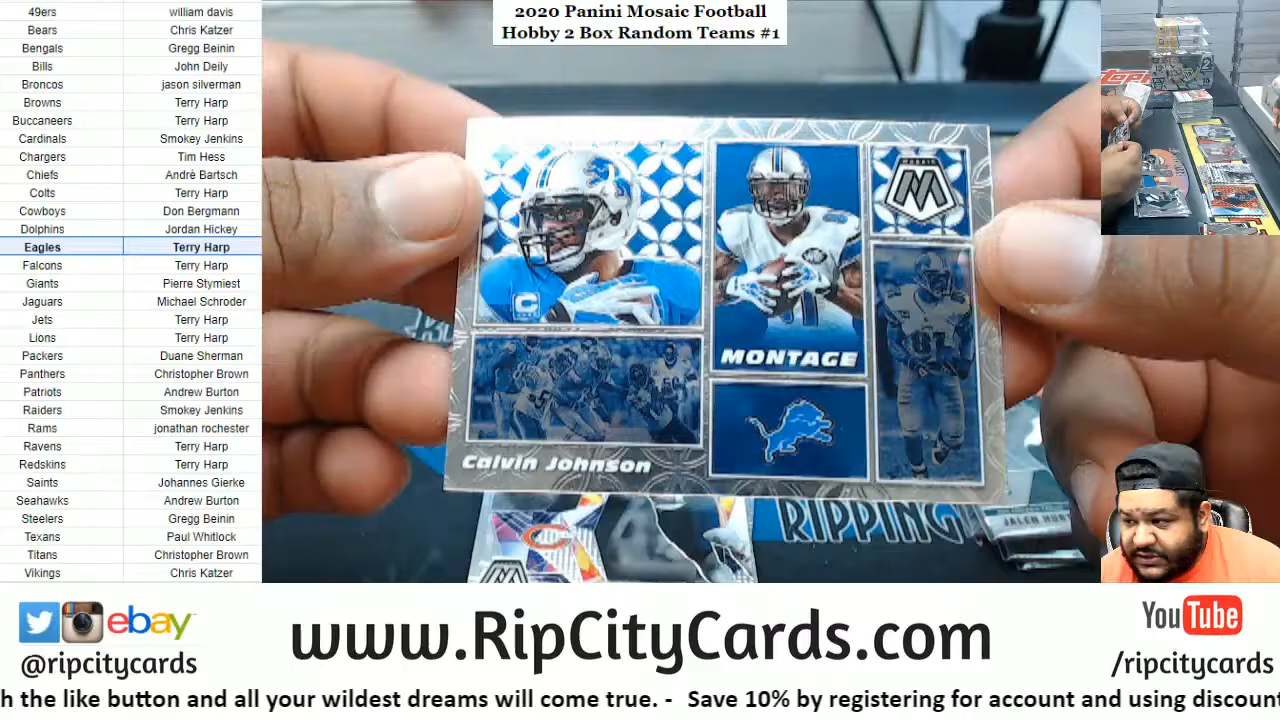 2020 Panini Mosaic Football
Hobby 2 Box Random Teams #1
49ers william davis
Bears Chris Katzer
Bengals Gregg Beinin
Bills John Deily
Broncos jason silverman
Browns Terry Harp
Buccaneers Terry Harp
Cardinals Smokey Jenkins
Chargers Tim Hess
Chiefs André Bartsch
Colts Terry Harp
Cowboys Don Bergmann
Dolphins Jordan Hickey
Eagles Terry Harp
Falcons Terry Harp
Giants Pierre Stymiest
Jaguars Michael Schroder
Jets Terry Harp
Lions Terry Harp
Packers Duane Sherman
Panthers Christopher Brown
Patriots Andrew Burton
Raiders Smokey Jenkins
Rams jonathan rochester
Ravens Terry Harp
Redskins Terry Harp
Saints Johannes Gierke
Seahawks Andrew Burton
Steelers Gregg Beinin
Texans Paul Whitlock
Titans Christopher Brown
Vikings Chris Katzer
MOSAIC
M
MONTAGE
Calvin Johnson
81
C
RIPPING
JALEN HUR
ebay
@ripcitycards
www.RipCityCards.com
YouTube
/ripcitycards
h the like button and all your wildest dreams will come true. - Save 10% by registering for account and using discount